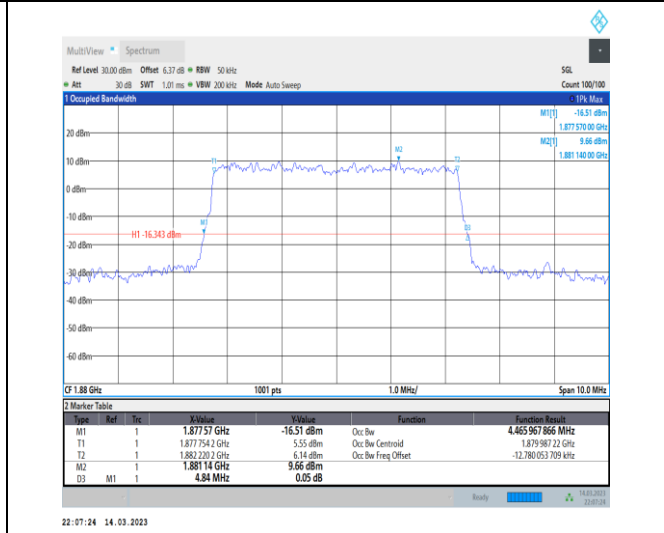 MultiView Spectrum
Ref Level 30.00 dBm Offset 6.37 dB RBW 50 kHz SGL
Att 30 dB SWT 1.01 ms VBW 200 kHz Mode Auto Sweep Count 100/100
1 Occupied Bandwidth 1Pk Max
M1[1] -16.51 dBm
1.877 570 00 GHz
M2[1] 9.66 dBm
1.881 140 00 GHz
20 dBm
M2
10 dBm
T1
T2
0 dBm
-10 dBm
M1
D3
H1 -16.343 dBm
-20 dBm
-30 dBm
-40 dBm
-50 dBm
-60 dBm
CF 1.88 GHz 1001 pts 1.0 MHz/ Span 10.0 MHz
2 Marker Table
Type Ref Trc X-Value Y-Value Function Function Result
M1 1 1.877 57 GHz -16.51 dBm Occ Bw 4.465 967 866 MHz
T1 1 1.877 754 2 GHz 5.55 dBm Occ Bw Centroid 1.879 987 22 GHz
T2 1 1.882 220 2 GHz 6.14 dBm Occ Bw Freq Offset -12.780 053 709 kHz
M2 1 1.881 14 GHz 9.66 dBm
D3 M1 1 4.84 MHz 0.05 dB
Ready 14.03.2023
22:07:24
22:07:24 14.03.2023